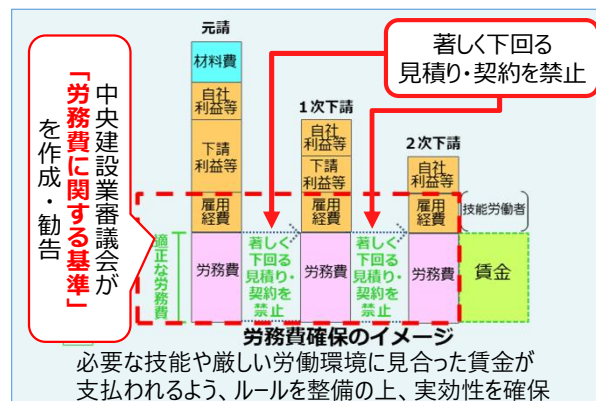 元請
材料費
自社
利益等
下請
利益等
雇用
経費
労務費
1次下請
自社
利益等
下請
利益等
雇用
経費
労務費
2次下請
自社
利益等
雇用
経費
労務費
技能労働者
賃金
著しく下回る
見積り・契約を禁止
中央建設業審議会が
「労務費に関する基準」
を作成・勧告
適正な労務費
著しく
下回る
見積り・
契約を
禁止
著しく
下回る
見積り・
契約を
禁止
労務費確保のイメージ
必要な技能や厳しい労働環境に見合った賃金が
支払われるよう、ルールを整備の上、実効性を確保